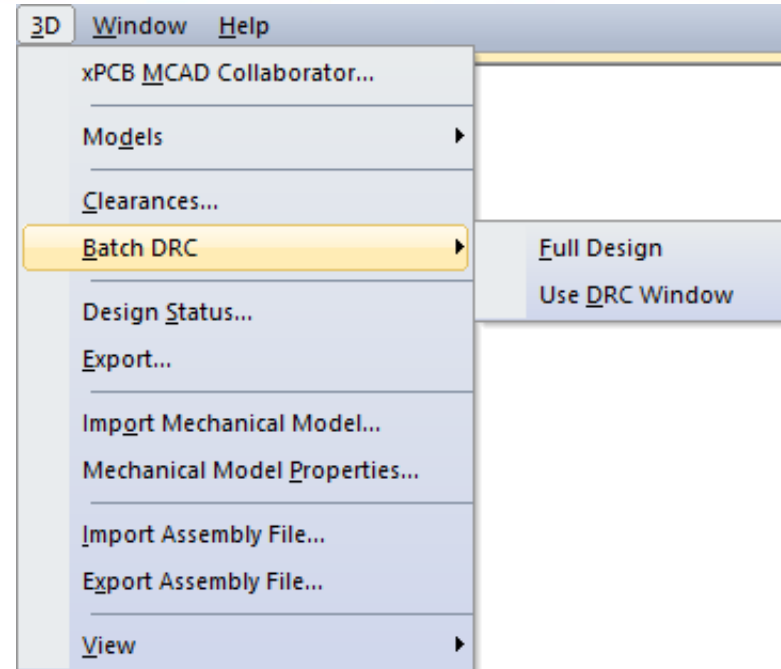 3D Window Help
xPCB MCAD Collaborator...
Models
Clearances...
Batch DRC
Full Design
Use DRC Window
Design Status...
Export...
Import Mechanical Model...
Mechanical Model Properties...
Import Assembly File...
Export Assembly File...
View